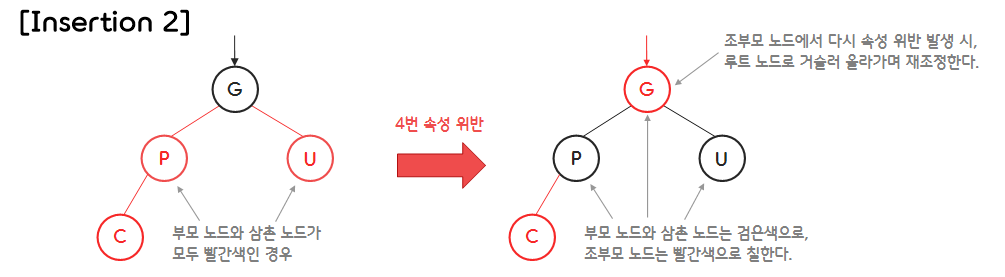 [Insertion 2]
조부모 노드에서 다시 속성 위반 발생 시,
루트 노드로 거슬러 올라가며 재조정한다.
G
G
4번 속성 위반
P
U
P
U
C
C
부모 노드와 삼촌 노드가
모두 빨간색인 경우
부모 노드와 삼촌 노드는 검은색으로,
조부모 노드는 빨간색으로 칠한다.